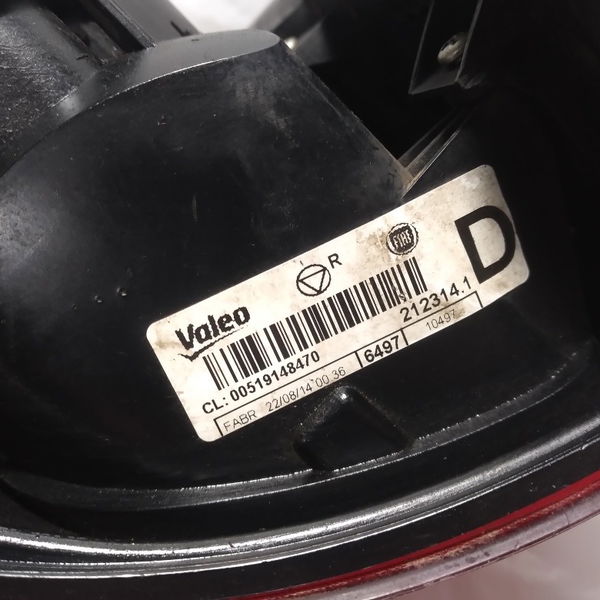 R
FIAT
D
Valeo
212314.1
CL: 00519148470
6497
10497
FABR 22/08/14 00:36